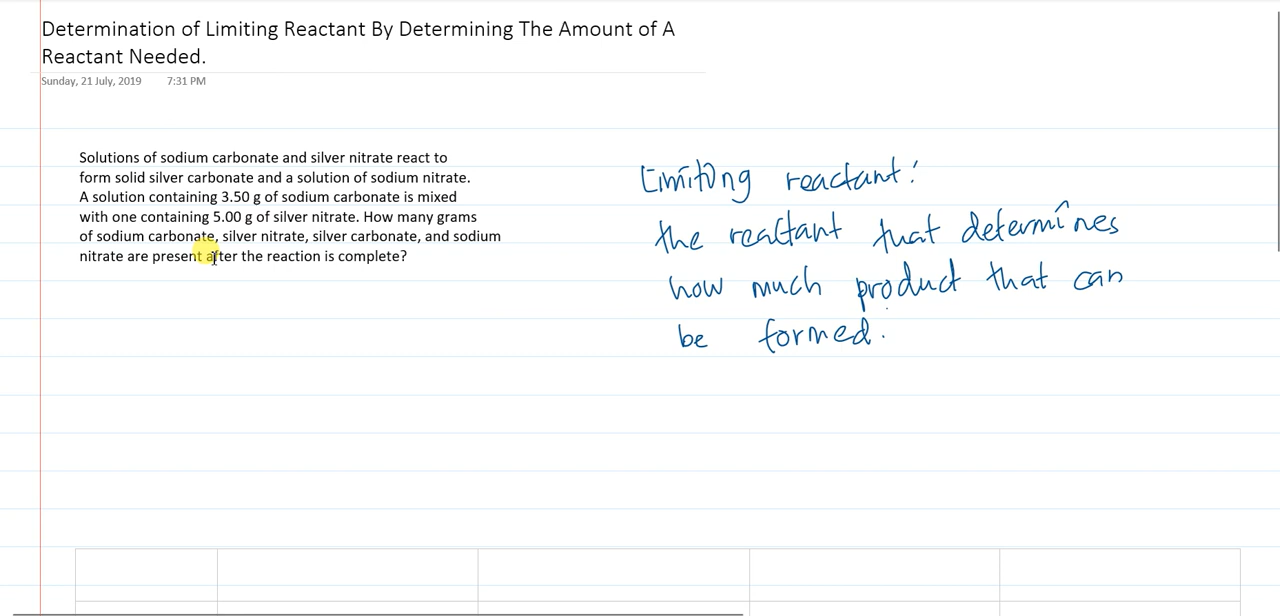 Determination of Limiting Reactant By Determining The Amount of A
Reactant Needed.
Sunday, 21 July, 2019 7:31 PM
Solutions of sodium carbonate and silver nitrate react to
form solid silver carbonate and a solution of sodium nitrate.
A solution containing 3.50 g of sodium carbonate is mixed
with one containing 5.00 g of silver nitrate. How many grams
of sodium carbonate, silver nitrate, silver carbonate, and sodium
nitrate are present after the reaction is complete?
Limiting reactant:
the reactant that determines
how much product that can
be formed.